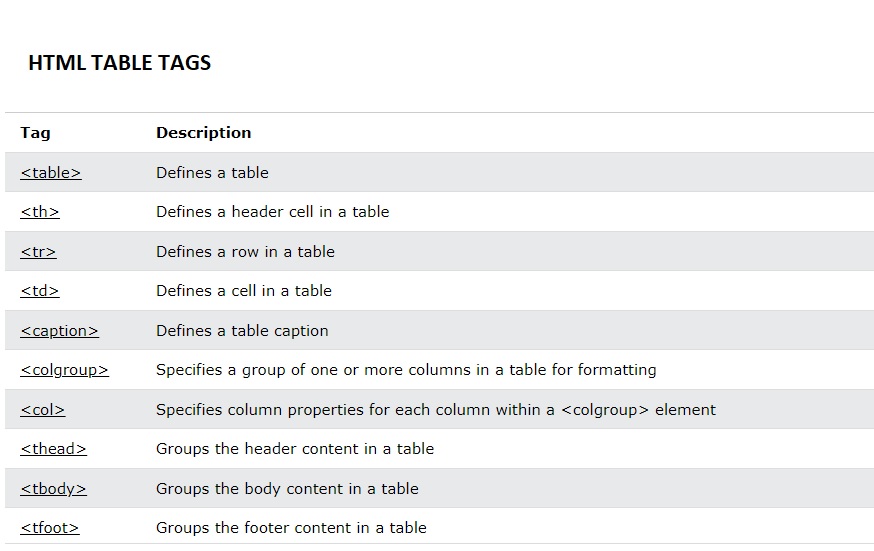 HTML TABLE TAGS
Tag Description
<table> Defines a table
<th> Defines a header cell in a table
<tr> Defines a row in a table
<td> Defines a cell in a table
<caption> Defines a table caption
<colgroup> Specifies a group of one or more columns in a table for formatting
<col> Specifies column properties for each column within a <colgroup> element
<thead> Groups the header content in a table
<tbody> Groups the body content in a table
<tfoot> Groups the footer content in a table